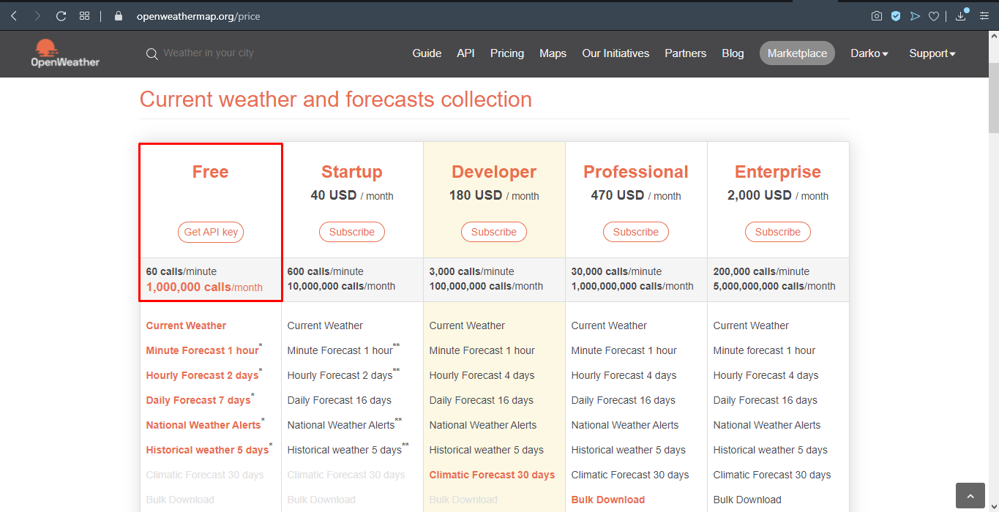 openweathermap.org/price
OpenWeather
Weather in your city
Guide API Pricing Maps Our Initiatives Partners Blog Marketplace Darko Support
Current weather and forecasts collection
Free Startup Developer Professional Enterprise
40 USD / month 180 USD / month 470 USD / month 2,000 USD / month
Get API key Subscribe Subscribe Subscribe Subscribe
60 calls/minute 600 calls/minute 3,000 calls/minute 30,000 calls/minute 200,000 calls/minute
1,000,000 calls/month 10,000,000 calls/month 100,000,000 calls/month 1,000,000,000 calls/month 5,000,000,000 calls/month
Current Weather Current Weather Current Weather Current Weather Current Weather
Minute Forecast 1 hour* Minute Forecast 1 hour** Minute Forecast 1 hour Minute Forecast 1 hour Minute forecast 1 hour
Hourly Forecast 2 days* Hourly Forecast 2 days** Hourly Forecast 4 days Hourly Forecast 4 days Hourly Forecast 4 days
Daily Forecast 7 days* Daily Forecast 16 days Daily Forecast 16 days Daily Forecast 16 days Daily Forecast 16 days
National Weather Alerts* National Weather Alerts** National Weather Alerts National Weather Alerts National Weather Alerts
Historical weather 5 days* Historical weather 5 days** Historical weather 5 days Historical weather 5 days Historical weather 5 days
Climatic Forecast 30 days Climatic Forecast 30 days Climatic Forecast 30 days Climatic Forecast 30 days Climatic Forecast 30 days
Bulk Download Bulk Download Bulk Download Bulk Download Bulk Download